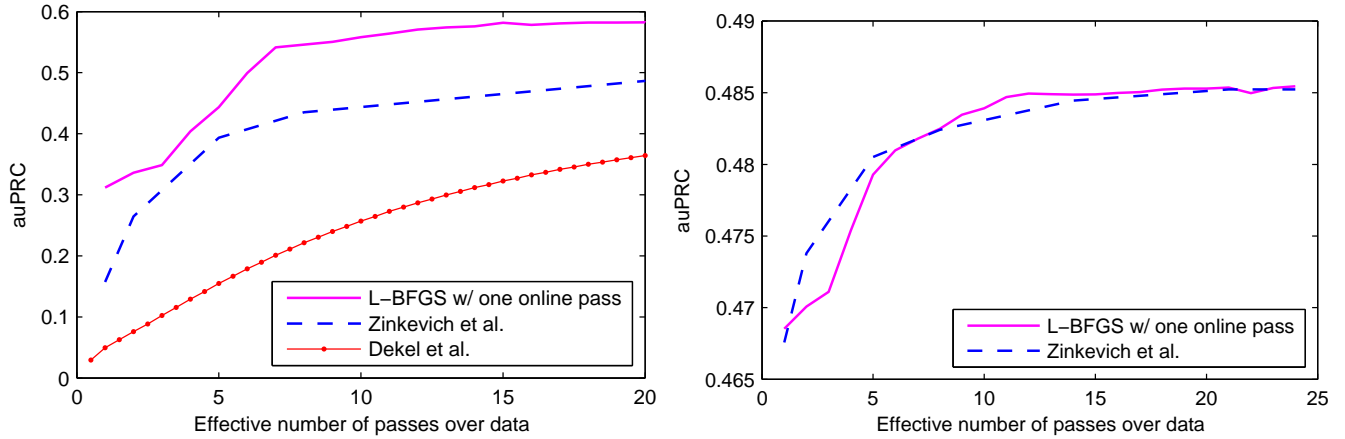 0.6
0.5
0.4
0.3
0.2
0.1
0
auPRC
0
5
10
15
20
Effective number of passes over data
L−BFGS w/ one online pass
Zinkevich et al.
Dekel et al.
0.49
0.485
0.48
0.475
0.47
0.465
auPRC
0
5
10
15
20
25
Effective number of passes over data
L−BFGS w/ one online pass
Zinkevich et al.